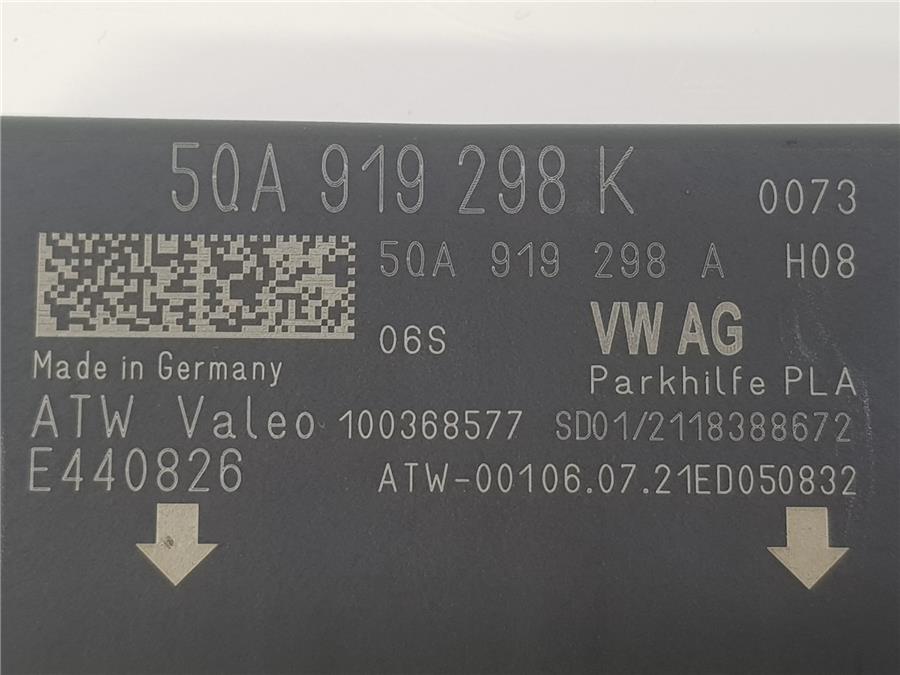 5QA 919 298 K 0073
5QA 919 298 A H08
06S VW AG
Made in Germany Parkhilfe PLA
ATW Valeo 100368577 SD01/2118388672
E440826 ATW-00106.07.21ED050832